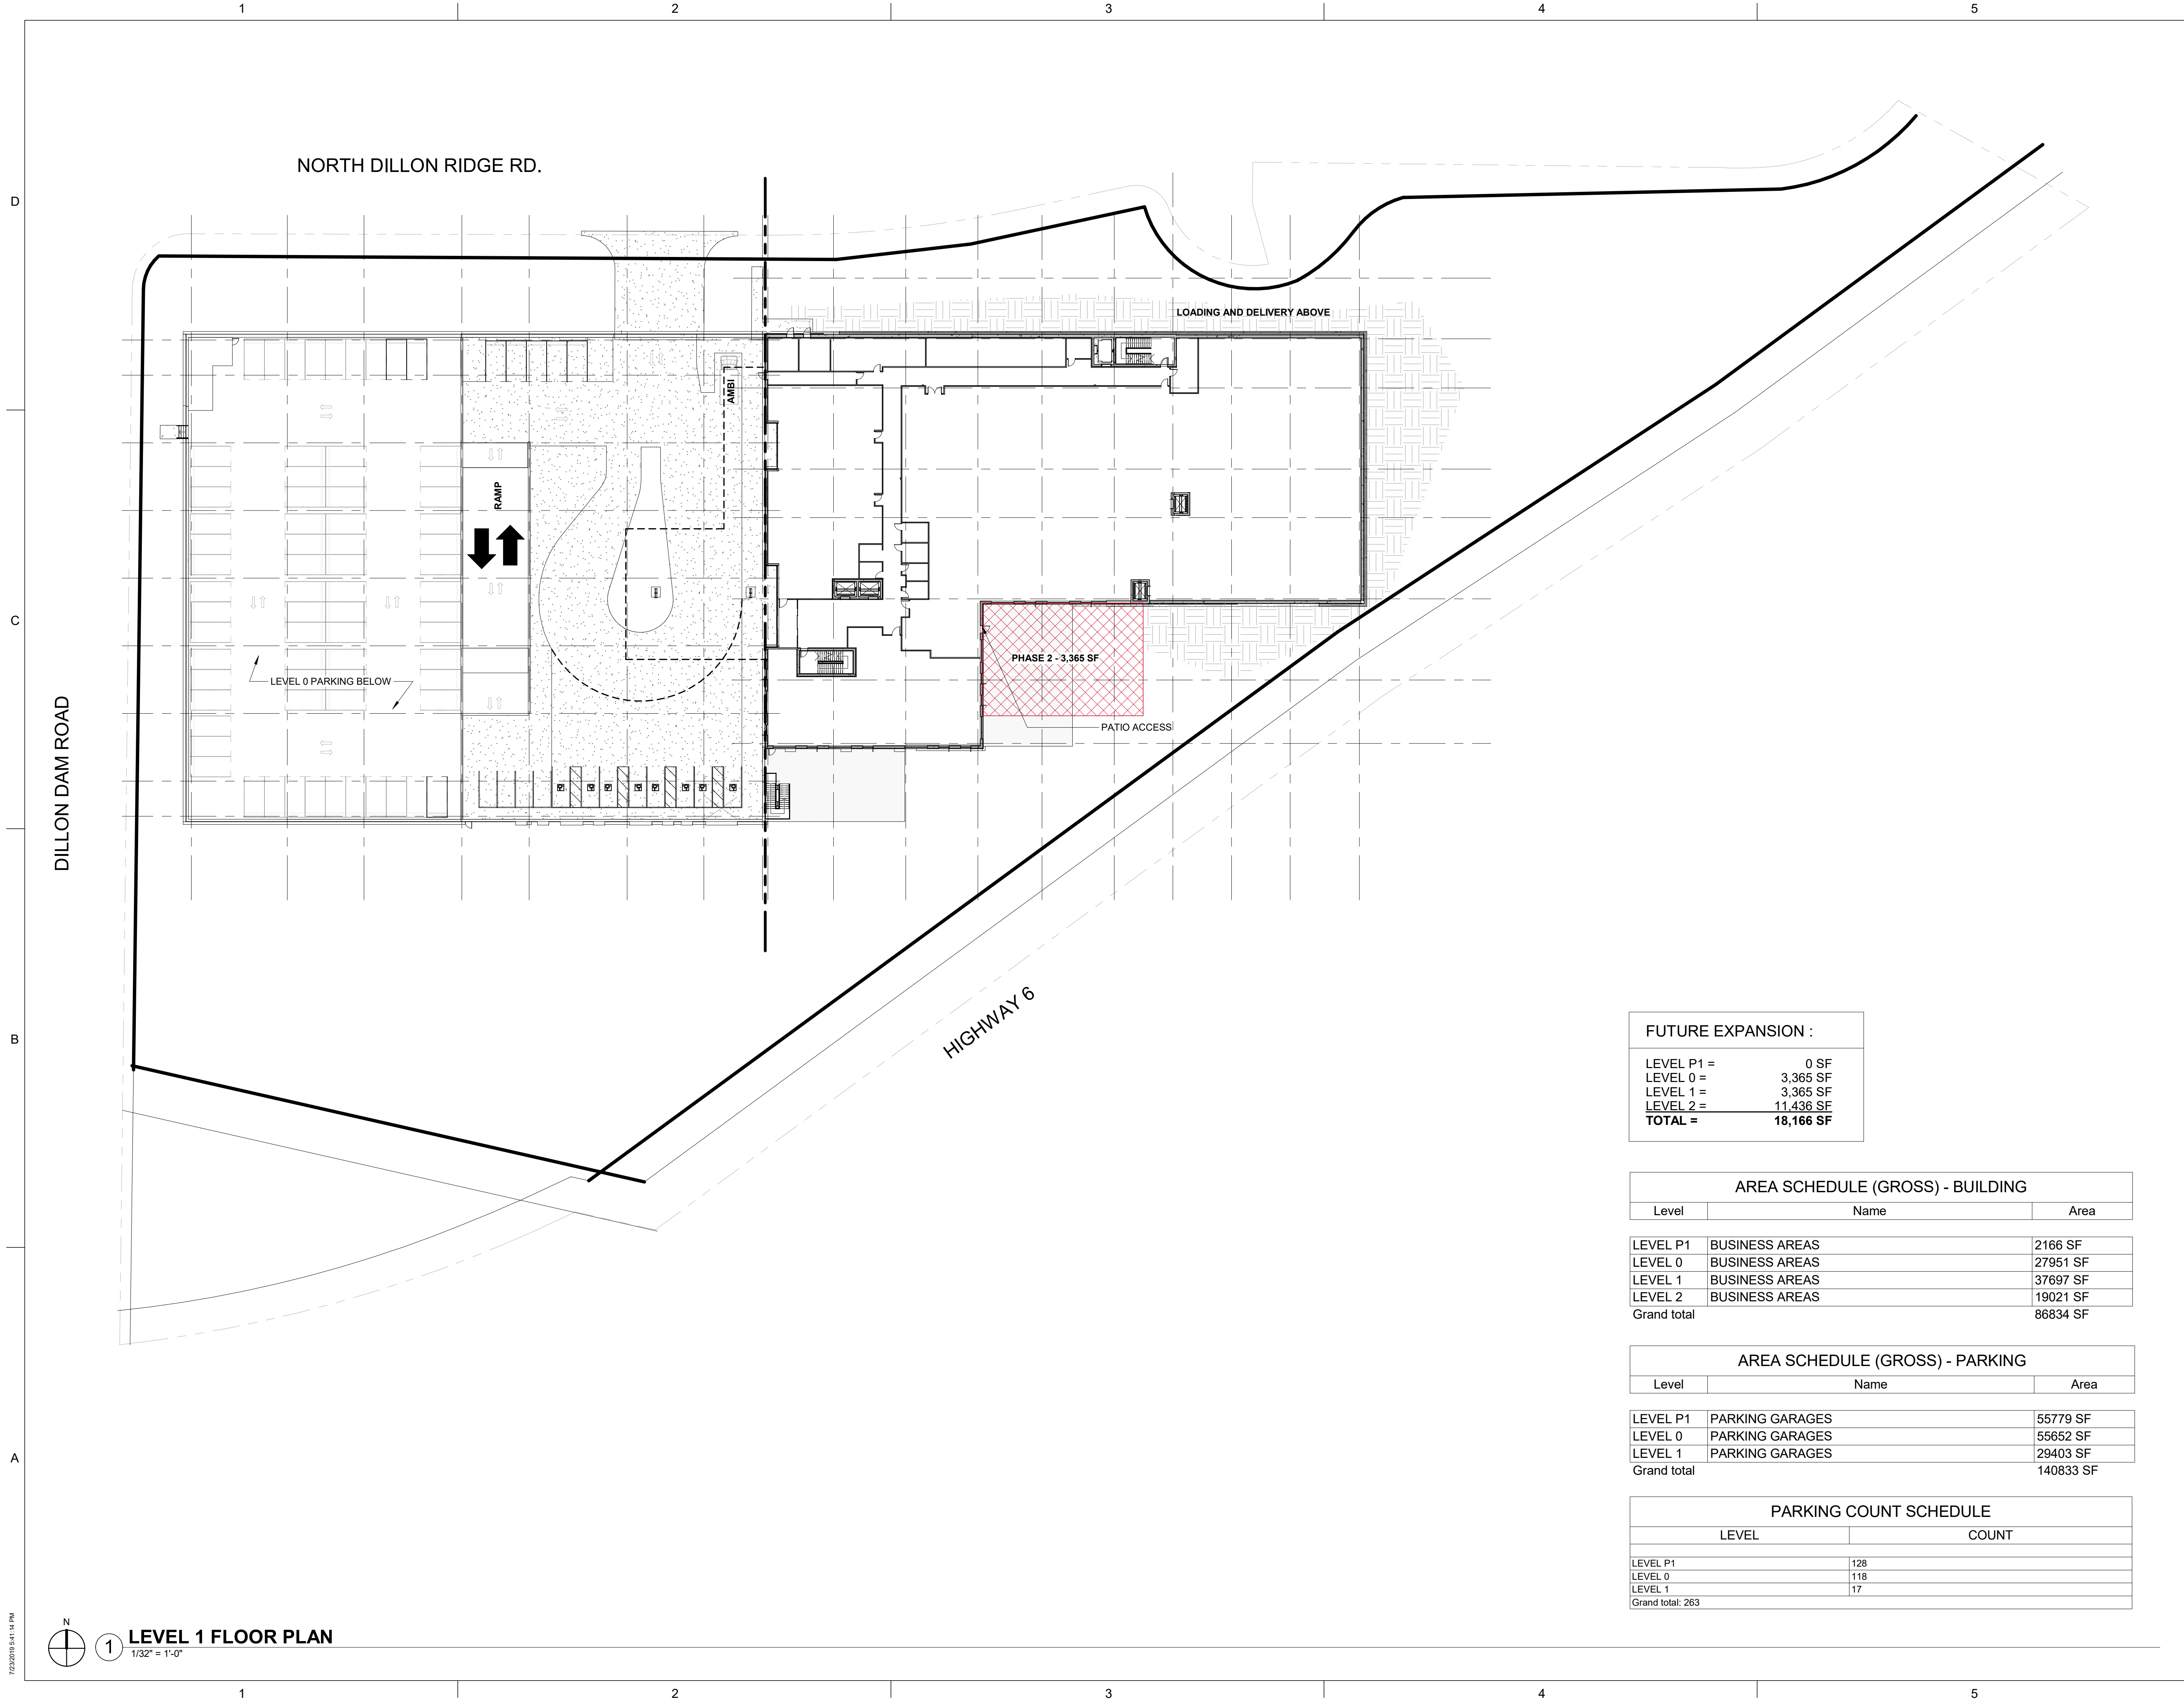 1 2 3 4 5
NORTH DILLON RIDGE RD.
D
LOADING AND DELIVERY ABOVE
AMBI
RAMP
C
PHASE 2 - 3,365 SF
LEVEL 0 PARKING BELOW
PATIO ACCESS
DILLON DAM ROAD
HIGHWAY 6
B
FUTURE EXPANSION :
LEVEL P1 = 0 SF
LEVEL 0 = 3,365 SF
LEVEL 1 = 3,365 SF
LEVEL 2 = 11,436 SF
TOTAL = 18,166 SF
AREA SCHEDULE (GROSS) - BUILDING
Level Name Area
LEVEL P1 BUSINESS AREAS 2166 SF
LEVEL 0 BUSINESS AREAS 27951 SF
LEVEL 1 BUSINESS AREAS 37697 SF
LEVEL 2 BUSINESS AREAS 19021 SF
Grand total 86834 SF
AREA SCHEDULE (GROSS) - PARKING
Level Name Area
LEVEL P1 PARKING GARAGES 55779 SF
LEVEL 0 PARKING GARAGES 55652 SF
LEVEL 1 PARKING GARAGES 29403 SF
Grand total 140833 SF
A
PARKING COUNT SCHEDULE
LEVEL COUNT
LEVEL P1 128
LEVEL 0 118
LEVEL 1 17
Grand total: 263
N
1 LEVEL 1 FLOOR PLAN
1/32" = 1'-0"
7/23/2019 5:41:14 PM
1 2 3 4 5